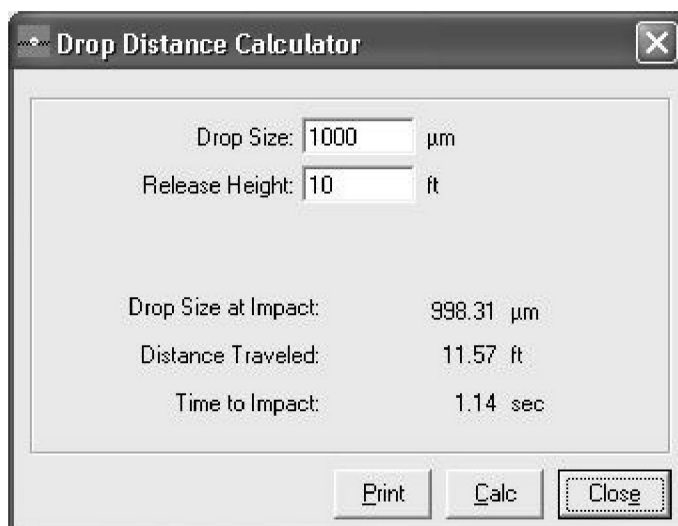 Drop Distance Calculator
Drop Size: 1000 µm
Release Height: 10 ft
Drop Size at Impact: 998.31 µm
Distance Traveled: 11.57 ft
Time to Impact: 1.14 sec
Print Calc Close